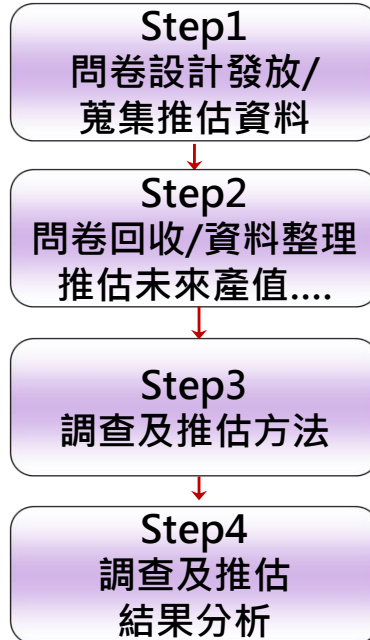 Step1
問卷設計發放/
蒐集推估資料
Step2
問卷回收/資料整理
推估未來產值....
Step3
調查及推估方法
Step4
調查及推估
結果分析